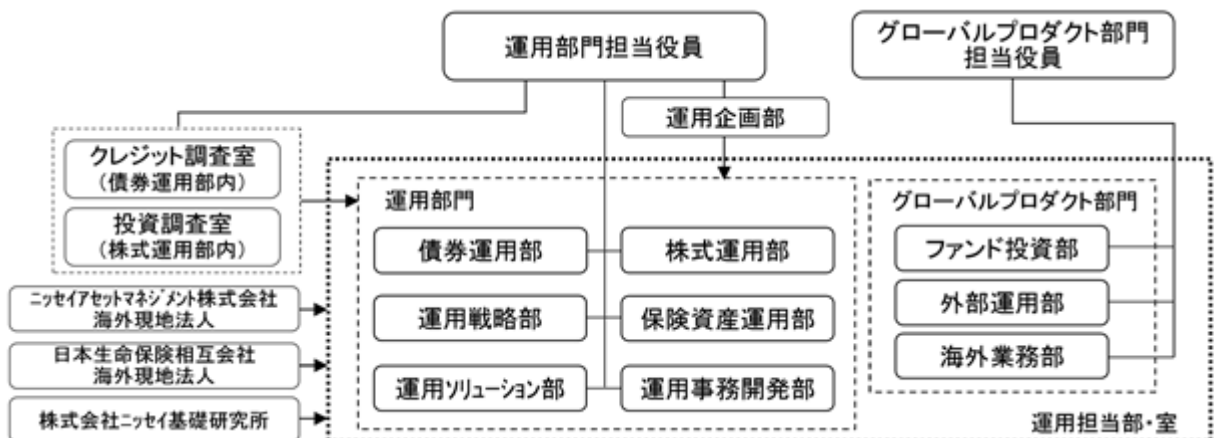 運用部門担当役員
グローバルプロダクト部門
担当役員
運用企画部
クレジット調査室
(債券運用部内)
投資調査室
(株式運用部内)
運用部門
債券運用部
株式運用部
運用戦略部
保険資産運用部
運用ソリューション部
運用事務開発部
グローバルプロダクト部門
ファンド投資部
外部運用部
海外業務部
ニッセイアセットマネジメント株式会社
海外現地法人
日本生命保険相互会社
海外現地法人
株式会社ニッセイ基礎研究所
運用担当部・室